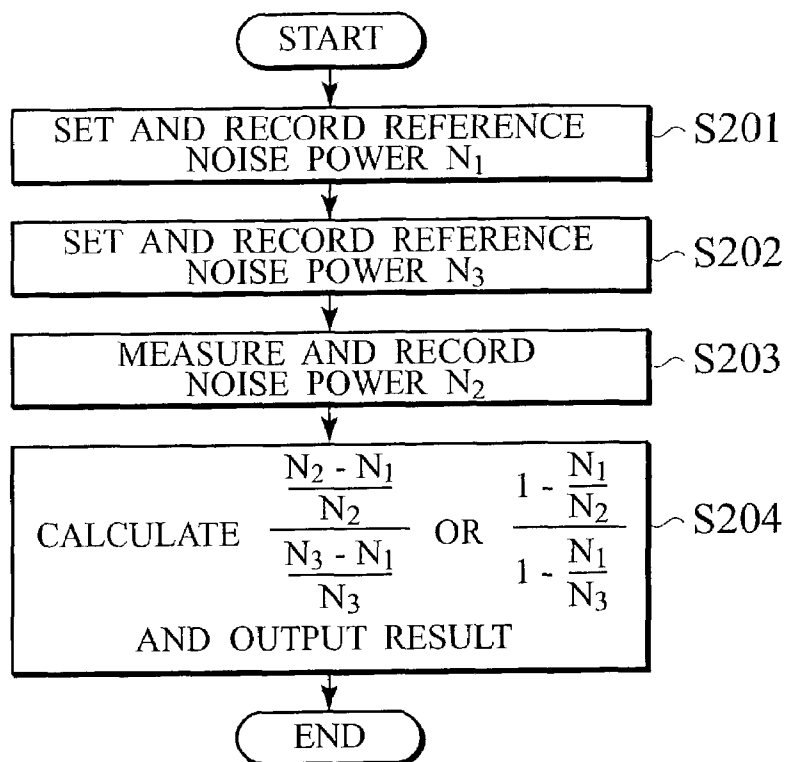 START
SET AND RECORD REFERENCE
NOISE POWER N₁
S201
SET AND RECORD REFERENCE
NOISE POWER N₃
S202
MEASURE AND RECORD
NOISE POWER N₂
S203
CALCULATE
N₂ - N₁
N₂
N₃ - N₁
N₃
OR
1 - N₁
N₂
1 - N₁
N₃
AND OUTPUT RESULT
S204
END